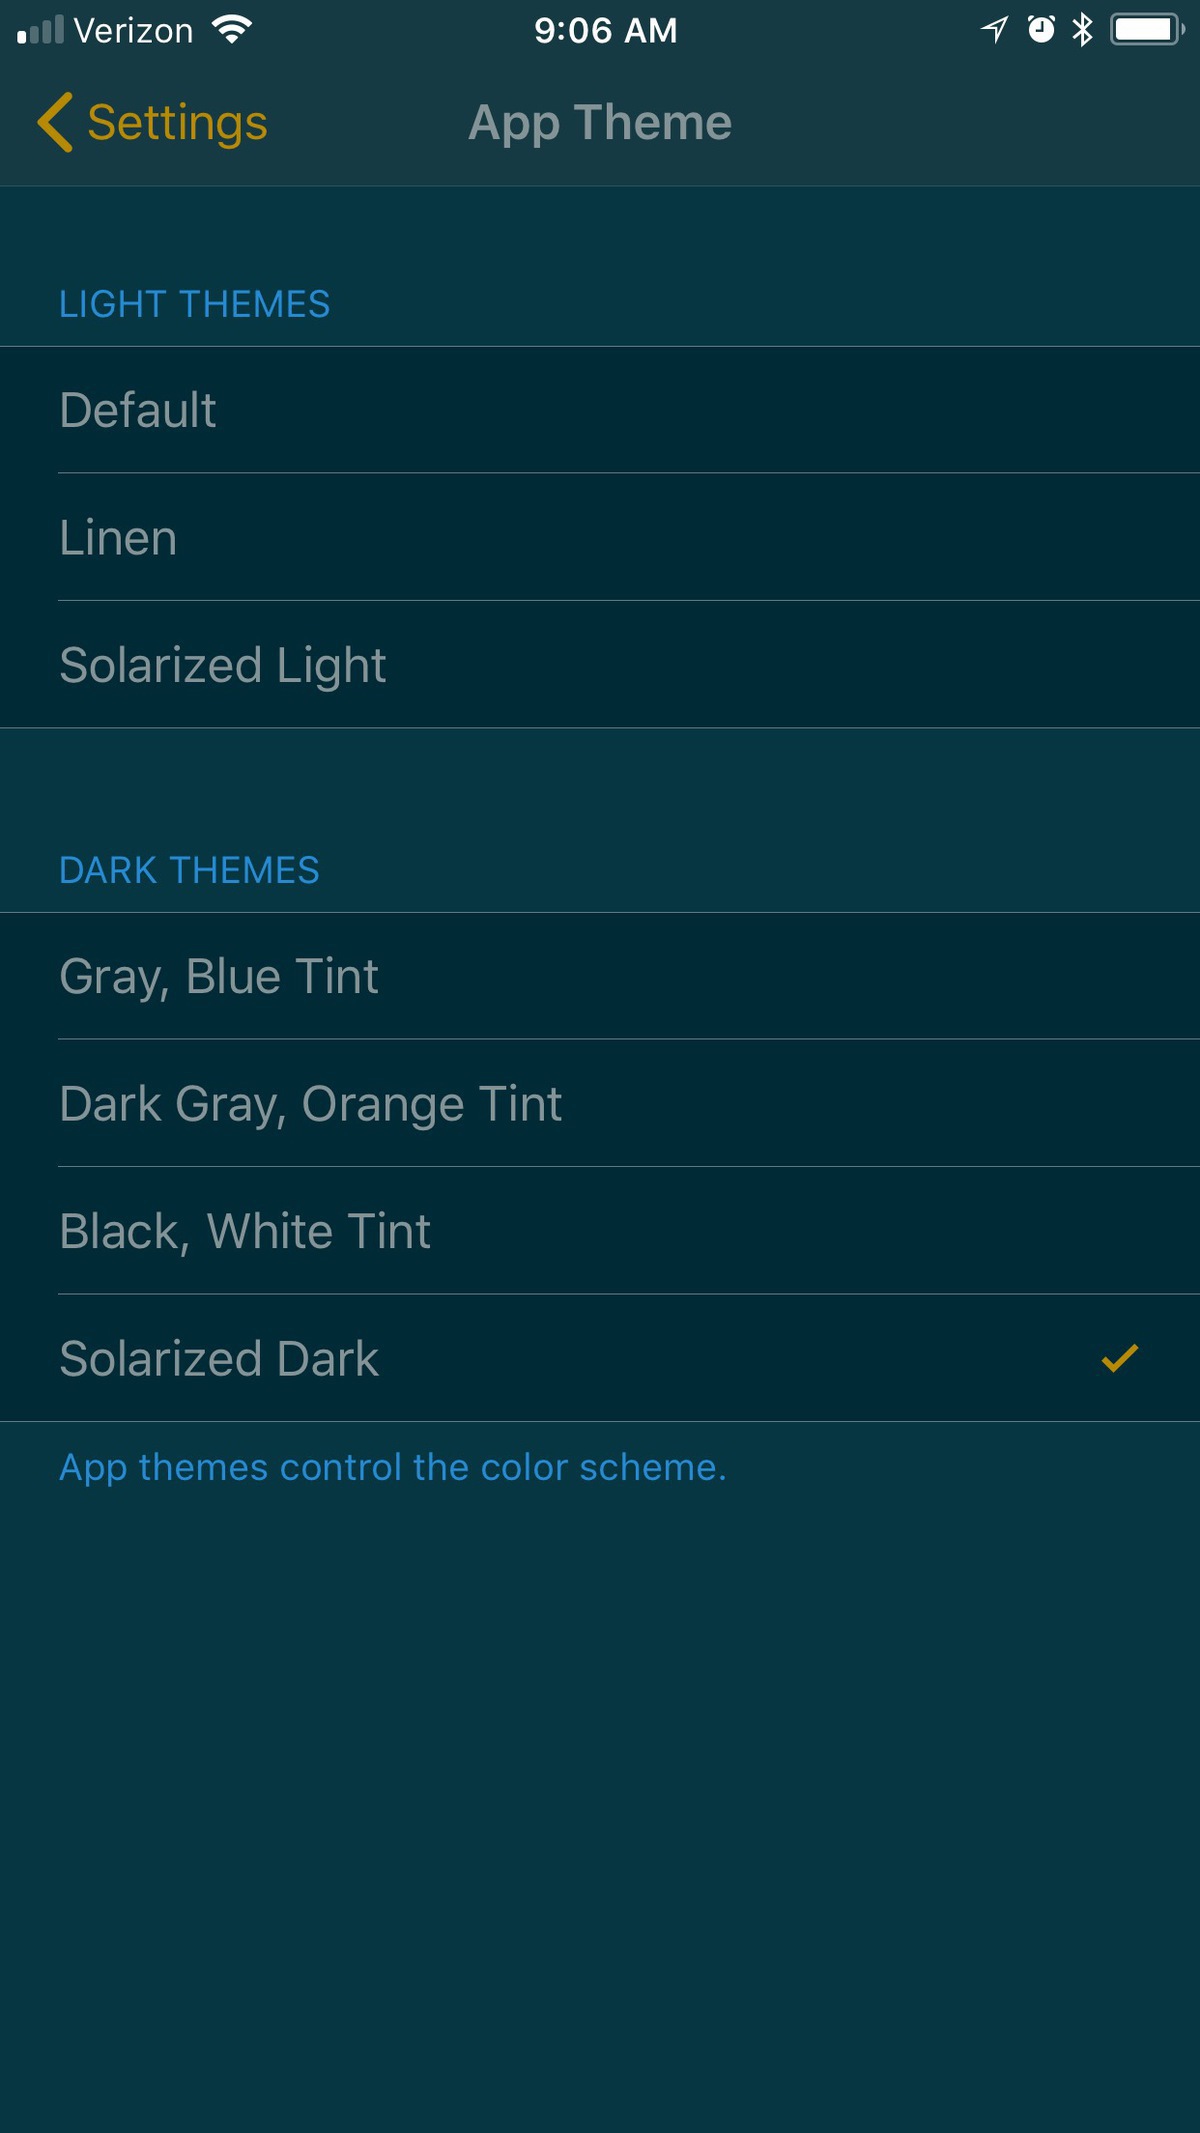 Verizon 9:06 AM
Settings App Theme
LIGHT THEMES
Default
Linen
Solarized Light
DARK THEMES
Gray, Blue Tint
Dark Gray, Orange Tint
Black, White Tint
Solarized Dark
App themes control the color scheme.